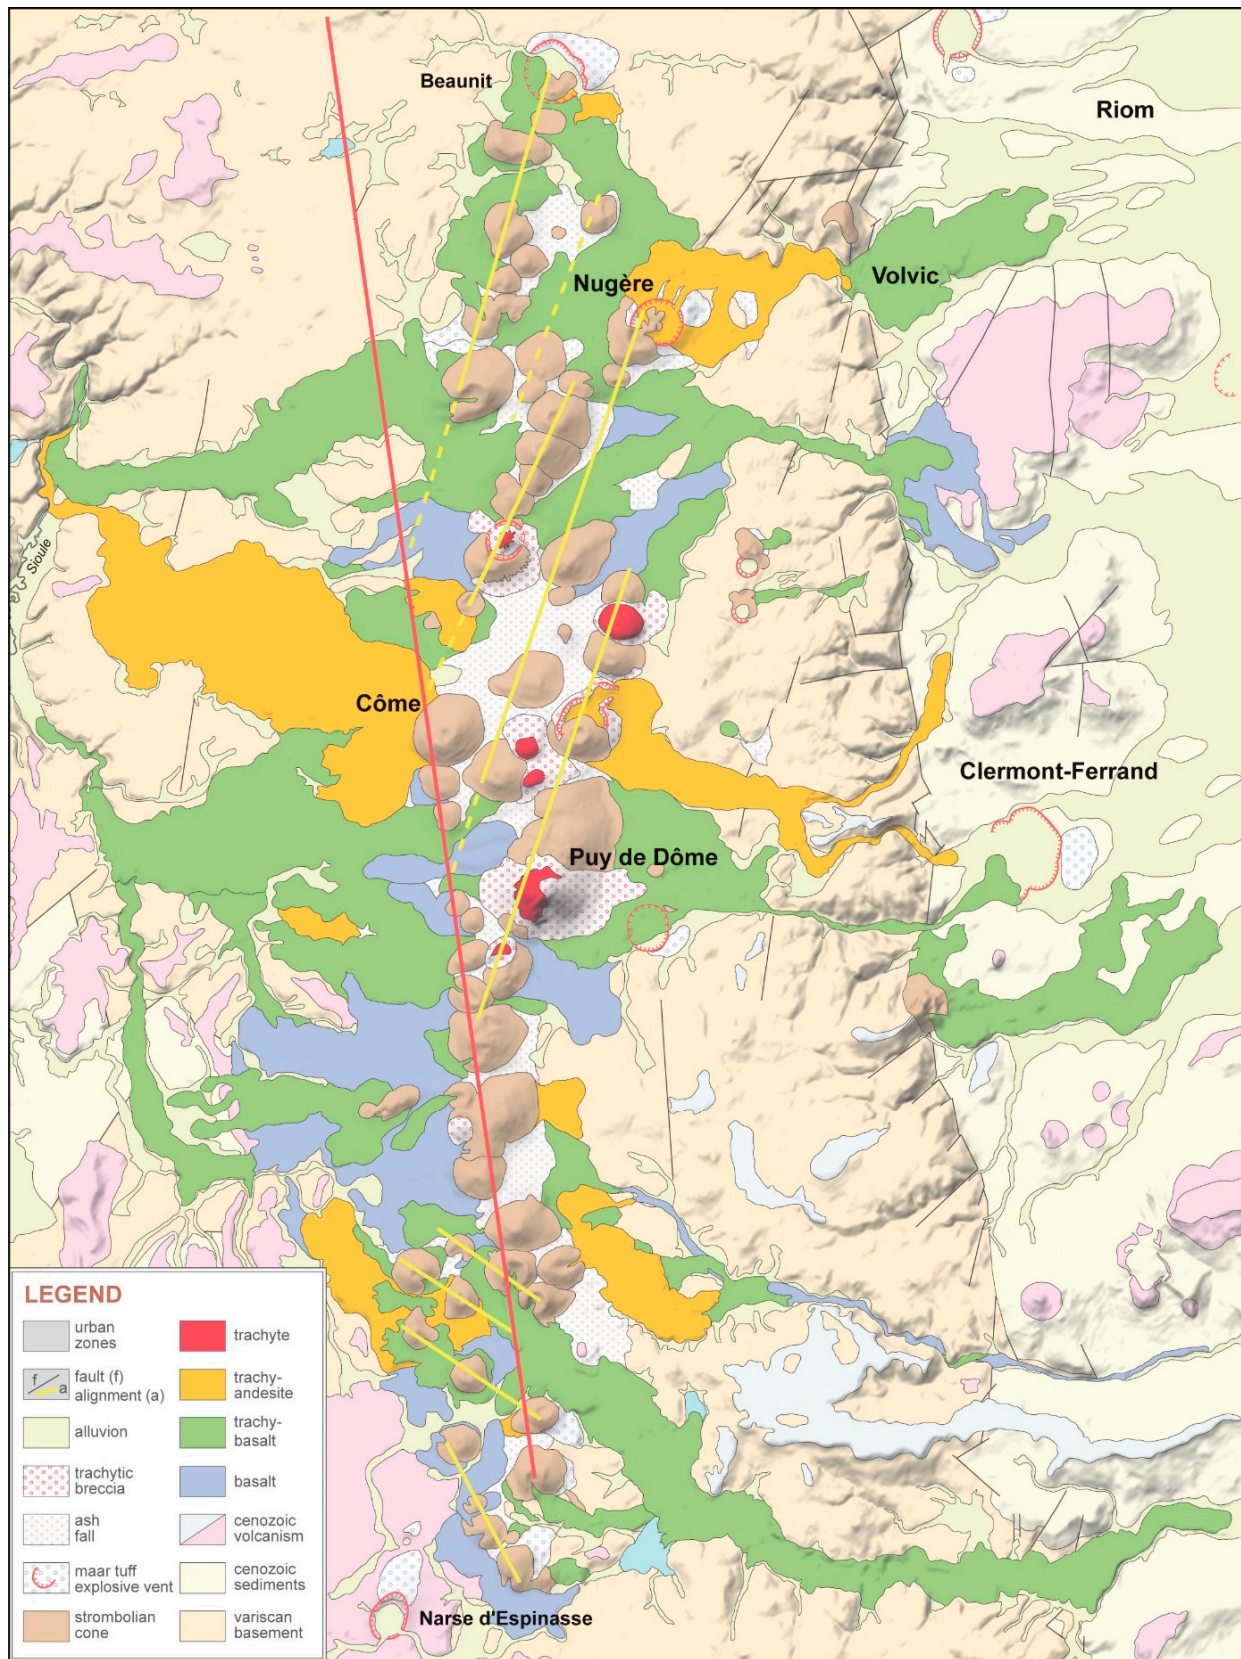 Beaunit
Riom
Nugère
Volvic
Sioule
Côme
Clermont-Ferrand
Puy de Dôme
Narse d'Espinasse
LEGEND
urban
zones
f
a
fault (f)
alignment (a)
alluvion
trachytic
breccia
ash
fall
maar tuff
explosive vent
strombolian
cone
trachyte
trachy-
andesite
trachy-
basalt
basalt
cenozoic
volcanism
cenozoic
sediments
variscan
basement